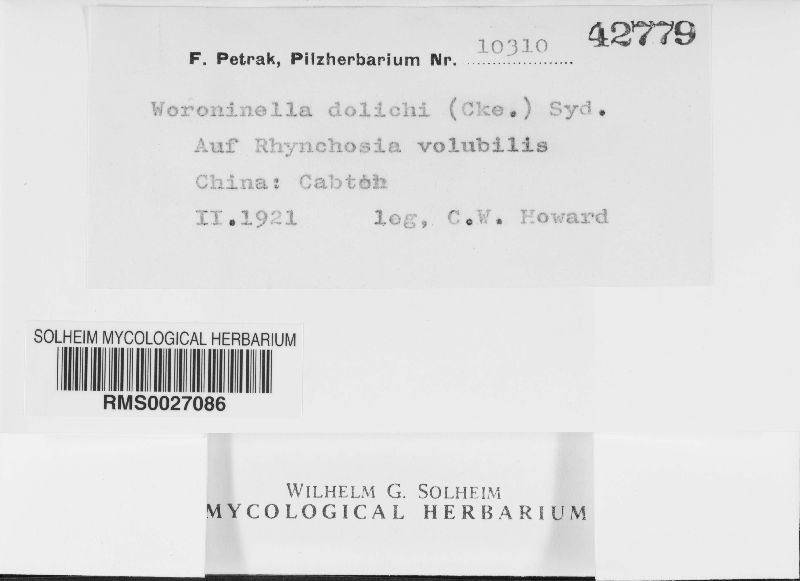 42779
F. Petrak, Pilzherbarium Nr. 10310
Woroninella dolichi (Cke.) Syd.
Auf Rhynchosia volubilis
China: Cabtoh
II.1921 leg, C.W. Howard
SOLHEIM MYCOLOGICAL HERBARIUM
RMS0027086
WILHELM G. SOLHEIM
MYCOLOGICAL HERBARIUM